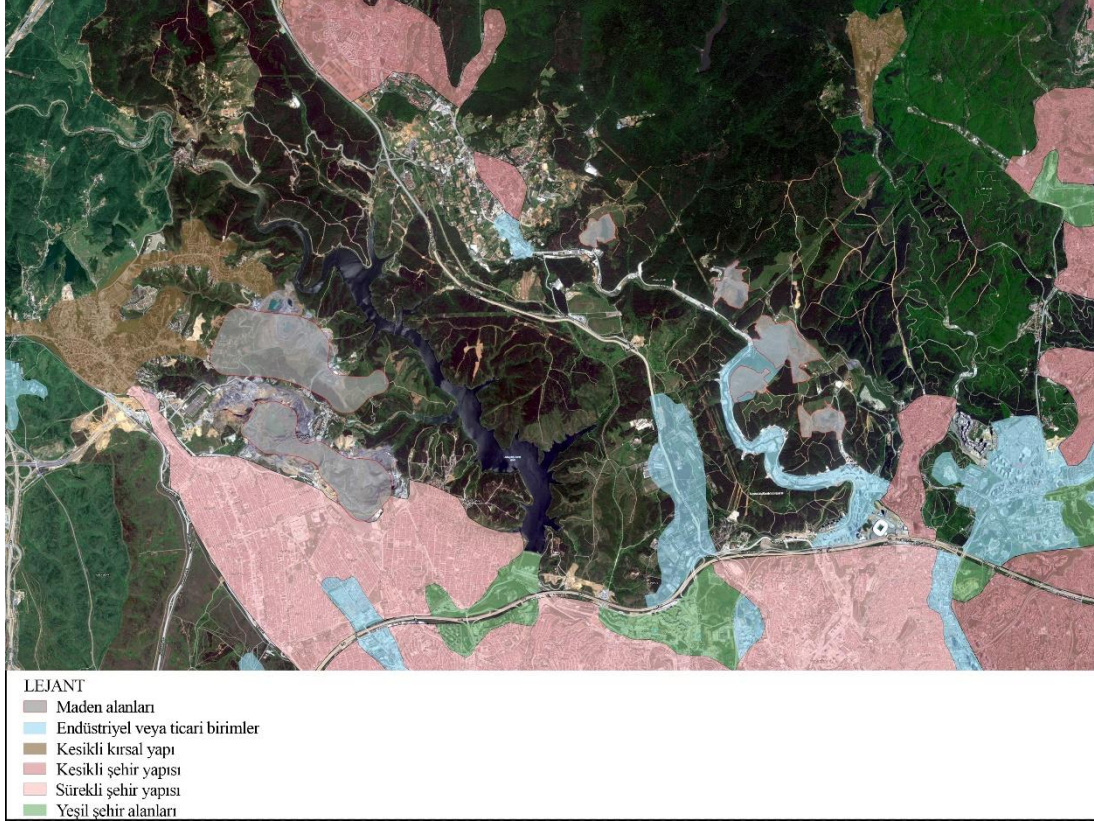 LEJANT
Maden alanları
Endüstriyel veya ticari birimler
Kesikli kırsal yapı
Kesikli şehir yapısı
Sürekli şehir yapısı
Yeşil şehir alanları